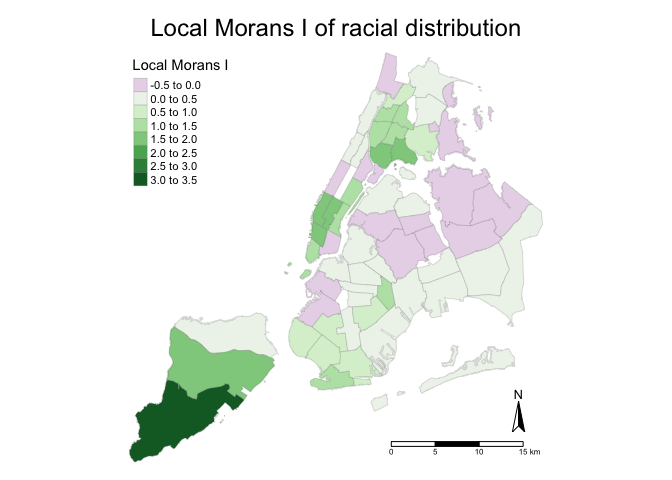 Local Morans I of racial distribution
Local Morans I
-0.5 to 0.0
0.0 to 0.5
0.5 to 1.0
1.0 to 1.5
1.5 to 2.0
2.0 to 2.5
2.5 to 3.0
3.0 to 3.5
N
0 5 10 15 km